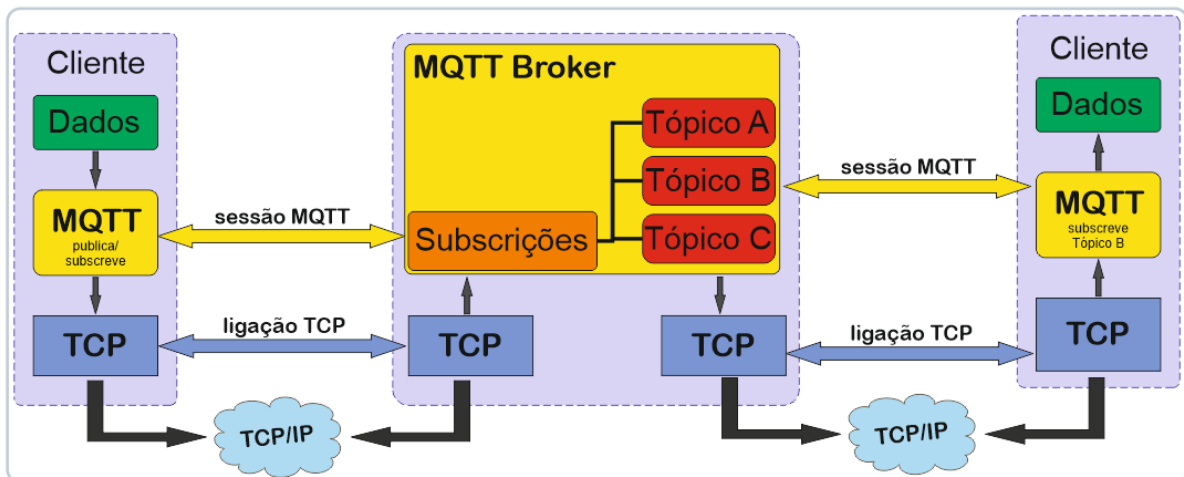 Cliente
Dados
MQTT
publica/
subscreve
TCP
sessão MQTT
ligação TCP
TCP/IP
MQTT Broker
Tópico A
Tópico B
Tópico C
Subscrições
TCP
TCP
sessão MQTT
ligação TCP
TCP/IP
Cliente
Dados
MQTT
subscreve
Tópico B
TCP